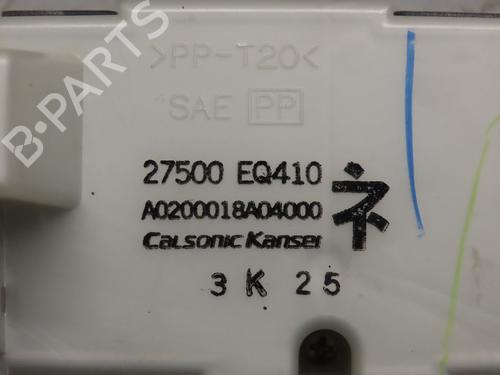 >PP-T20<
SAE PP
27500 EQ410
A0200018A04000
ネ
CALSONIC KANSEI
3 K 25
B-PARTS